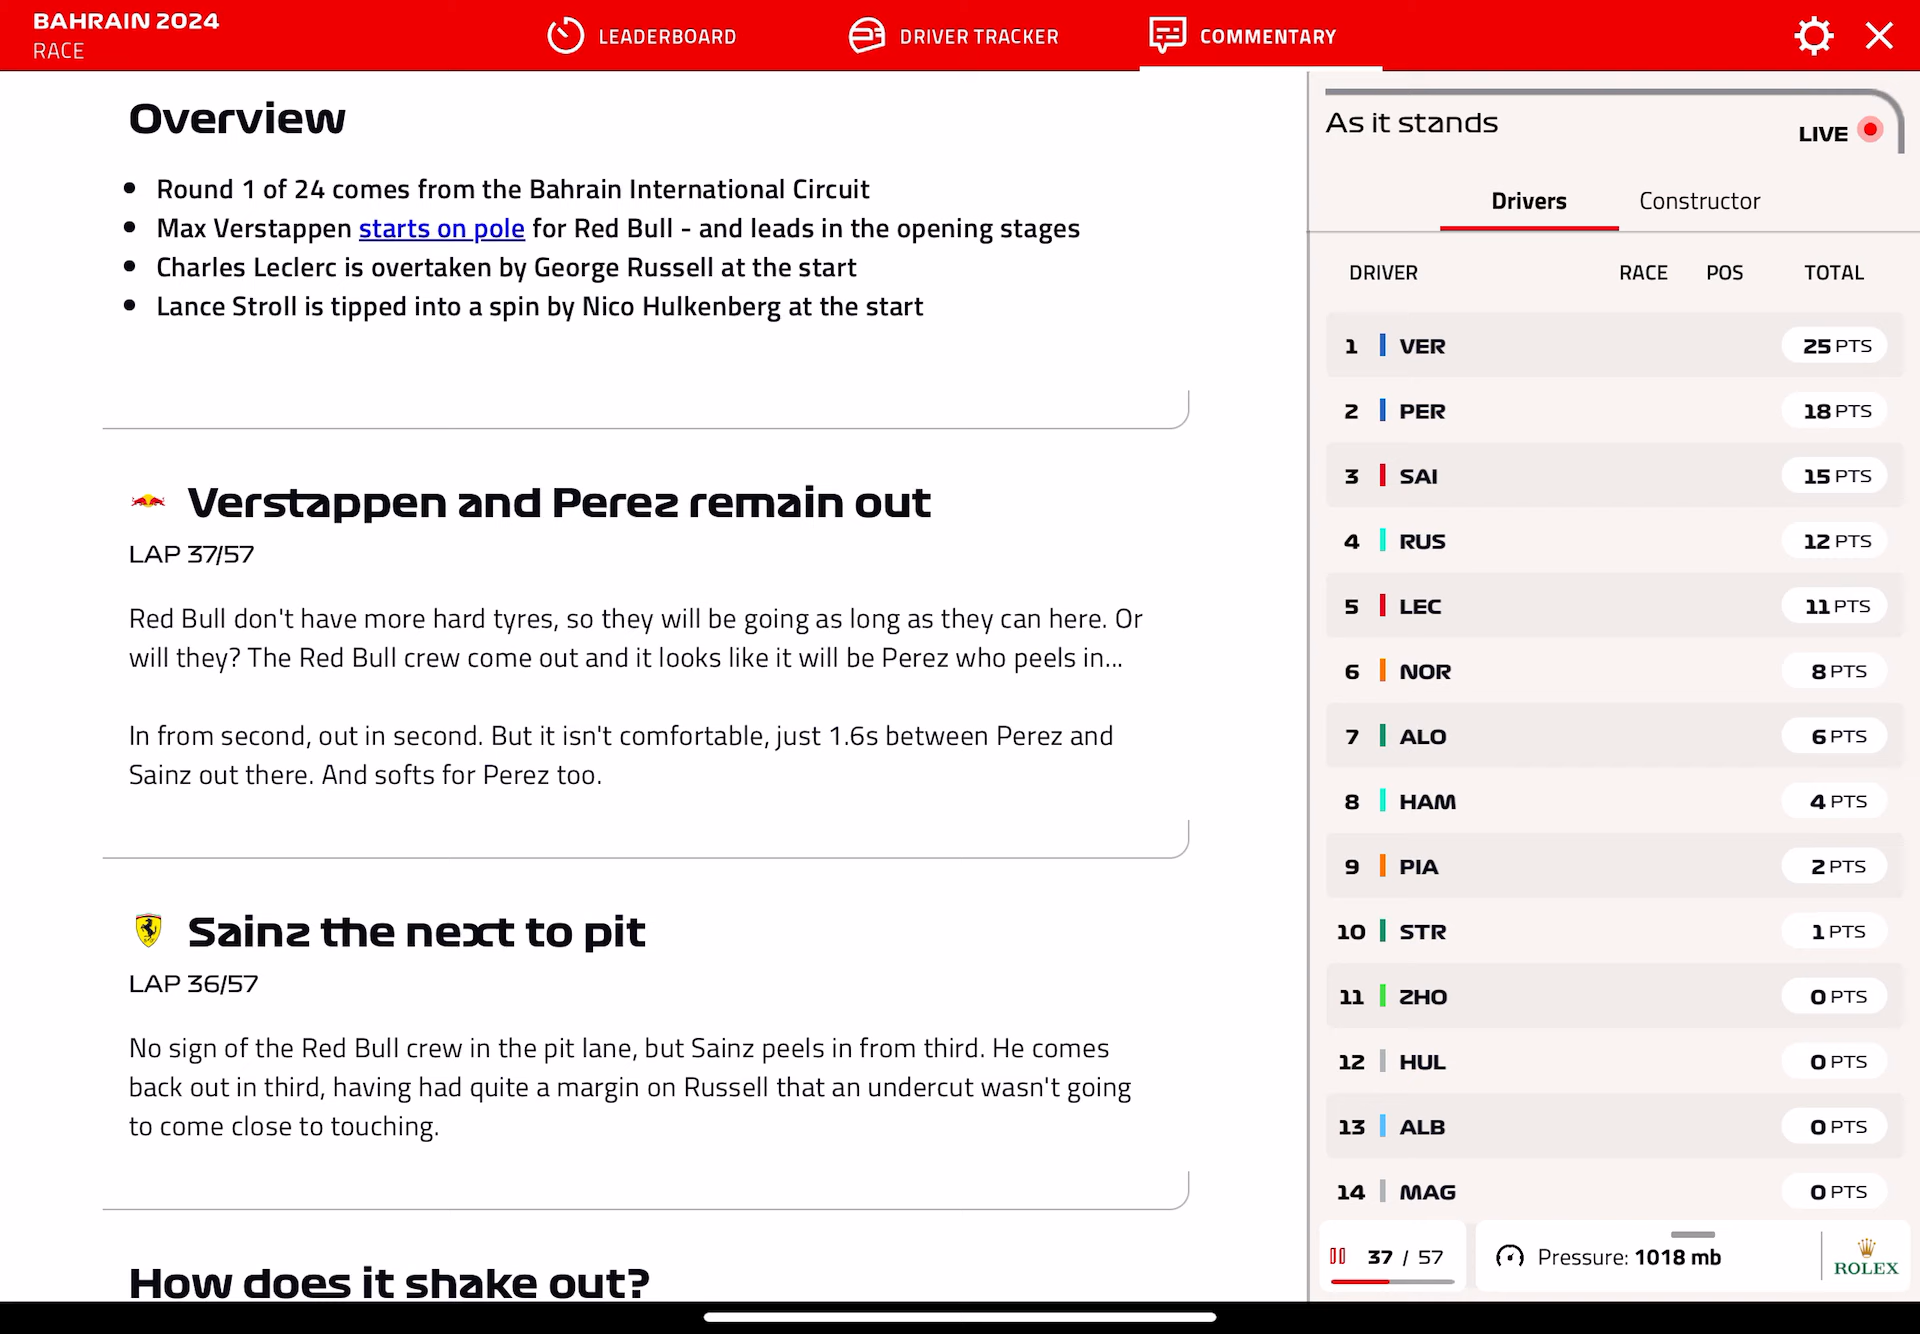 BAHRAIN 2024
RACE
LEADERBOARD
DRIVER TRACKER
COMMENTARY
Overview
Round 1 of 24 comes from the Bahrain International Circuit
Max Verstappen starts on pole for Red Bull - and leads in the opening stages
Charles Leclerc is overtaken by George Russell at the start
Lance Stroll is tipped into a spin by Nico Hulkenberg at the start
Verstappen and Perez remain out
LAP 37/57
Red Bull don't have more hard tyres, so they will be going as long as they can here. Or
will they? The Red Bull crew come out and it looks like it will be Perez who peels in...
In from second, out in second. But it isn't comfortable, just 1.6s between Perez and
Sainz out there. And softs for Perez too.
Sainz the next to pit
LAP 36/57
No sign of the Red Bull crew in the pit lane, but Sainz peels in from third. He comes
back out in third, having had quite a margin on Russell that an undercut wasn't going
to come close to touching.
How does it shake out?
As it stands
LIVE
Drivers
Constructor
DRIVER RACE POS TOTAL
1 VER 25 PTS
2 PER 18 PTS
3 SAI 15 PTS
4 RUS 12 PTS
5 LEC 11 PTS
6 NOR 8 PTS
7 ALO 6 PTS
8 HAM 4 PTS
9 PIA 2 PTS
10 STR 1 PTS
11 ZHO 0 PTS
12 HUL 0 PTS
13 ALB 0 PTS
14 MAG 0 PTS
37 / 57
Pressure: 1018 mb
ROLEX